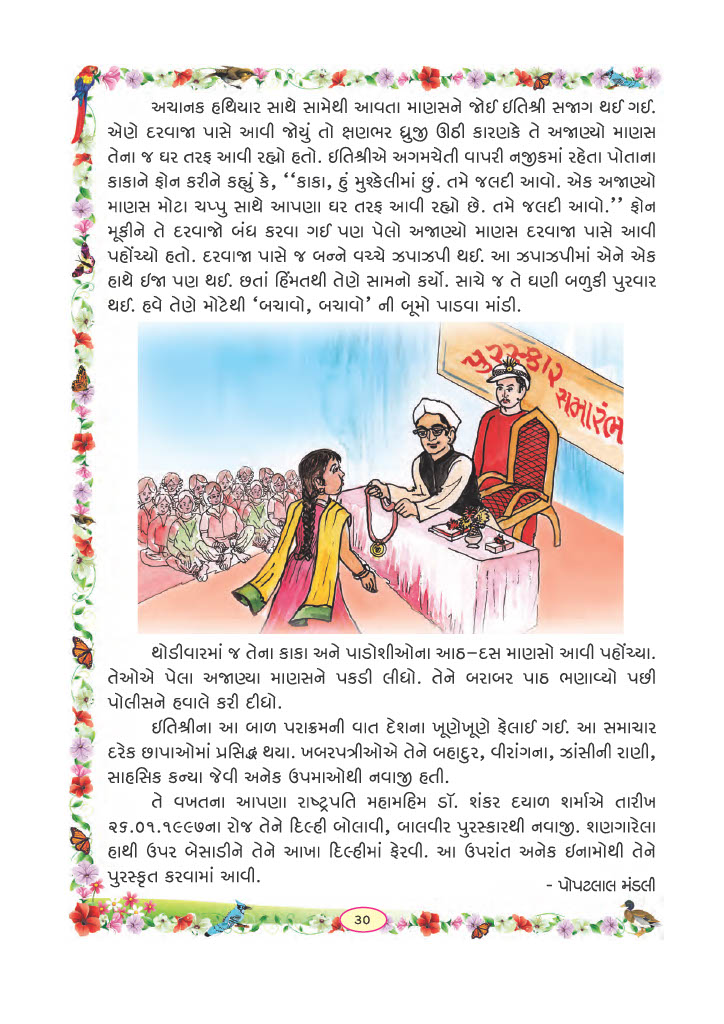 અચાનક હથિયાર સાથે સામેથી આવતા માણસને જોઈ ઈતિશ્રી સજાગ થઈ ગઈ.
એણે દરવાજા પાસે આવી જોયું તો ક્ષણભર ધ્રુજી ઊઠી કારણકે તે અજાણ્યો માણસ
તેના જ ઘર તરફ આવી રહ્યો હતો. ઇતિશ્રીએ અગમચેતી વાપરી નજીકમાં રહેતા પોતાના
કાકાને ફોન કરીને કહ્યું કે, ‘‘કાકા, હું મુશ્કેલીમાં છું. તમે જલદી આવો. એક અજાણ્યો
માણસ મોટા ચપ્પુ સાથે આપણા ઘર તરફ આવી રહ્યો છે. તમે જલદી આવો.’’ ફોન
મૂકીને તે દરવાજો બંધ કરવા ગઈ પણ પેલો અજાણ્યો માણસ દરવાજા પાસે આવી
પહોંચ્યો હતો. દરવાજા પાસે જ બન્ને વચ્ચે ઝપાઝપી થઈ. આ ઝપાઝપીમાં એને એક
હાથે ઈજા પણ થઈ. છતાં હિંમતથી તેણે સામનો કર્યો. સાચે જ તે ઘણી બળુકી પુરવાર
થઈ. હવે તેણે મોટેથી ‘બચાવો, બચાવો’ ની બૂમો પાડવા માંડી.
પુરસ્કાર
સમારંભ
થોડીવારમાં જ તેના કાકા અને પાડોશીઓના આઠ–દસ માણસો આવી પહોંચ્યા.
તેઓએ પેલા અજાણ્યા માણસને પકડી લીધો. તેને બરાબર પાઠ ભણાવ્યો પછી
પોલીસને હવાલે કરી દીધો.
ઇતિશ્રીના આ બાળ પરાક્રમની વાત દેશના ખૂણેખૂણે ફેલાઈ ગઈ. આ સમાચાર
દરેક છાપાઓમાં પ્રસિદ્ધ થયા. ખબરપત્રીઓએ તેને બહાદુર, વીરાંગના, ઝાંસીની રાણી,
સાહસિક કન્યા જેવી અનેક ઉપમાઓથી નવાજી હતી.
તે વખતના આપણા રાષ્ટ્રપતિ મહામહિમ ડૉ. શંકર દયાળ શર્માએ તારીખ
૨૬.૦૧.૧૯૯૭ના રોજ તેને દિલ્હી બોલાવી, બાલવીર પુરસ્કારથી નવાજી. શણગારેલા
હાથી ઉપર બેસાડીને તેને આખા દિલ્હીમાં ફેરવી. આ ઉપરાંત અનેક ઇનામોથી તેને
પુરસ્કૃત કરવામાં આવી.
- પોપટલાલ મંડલી
30